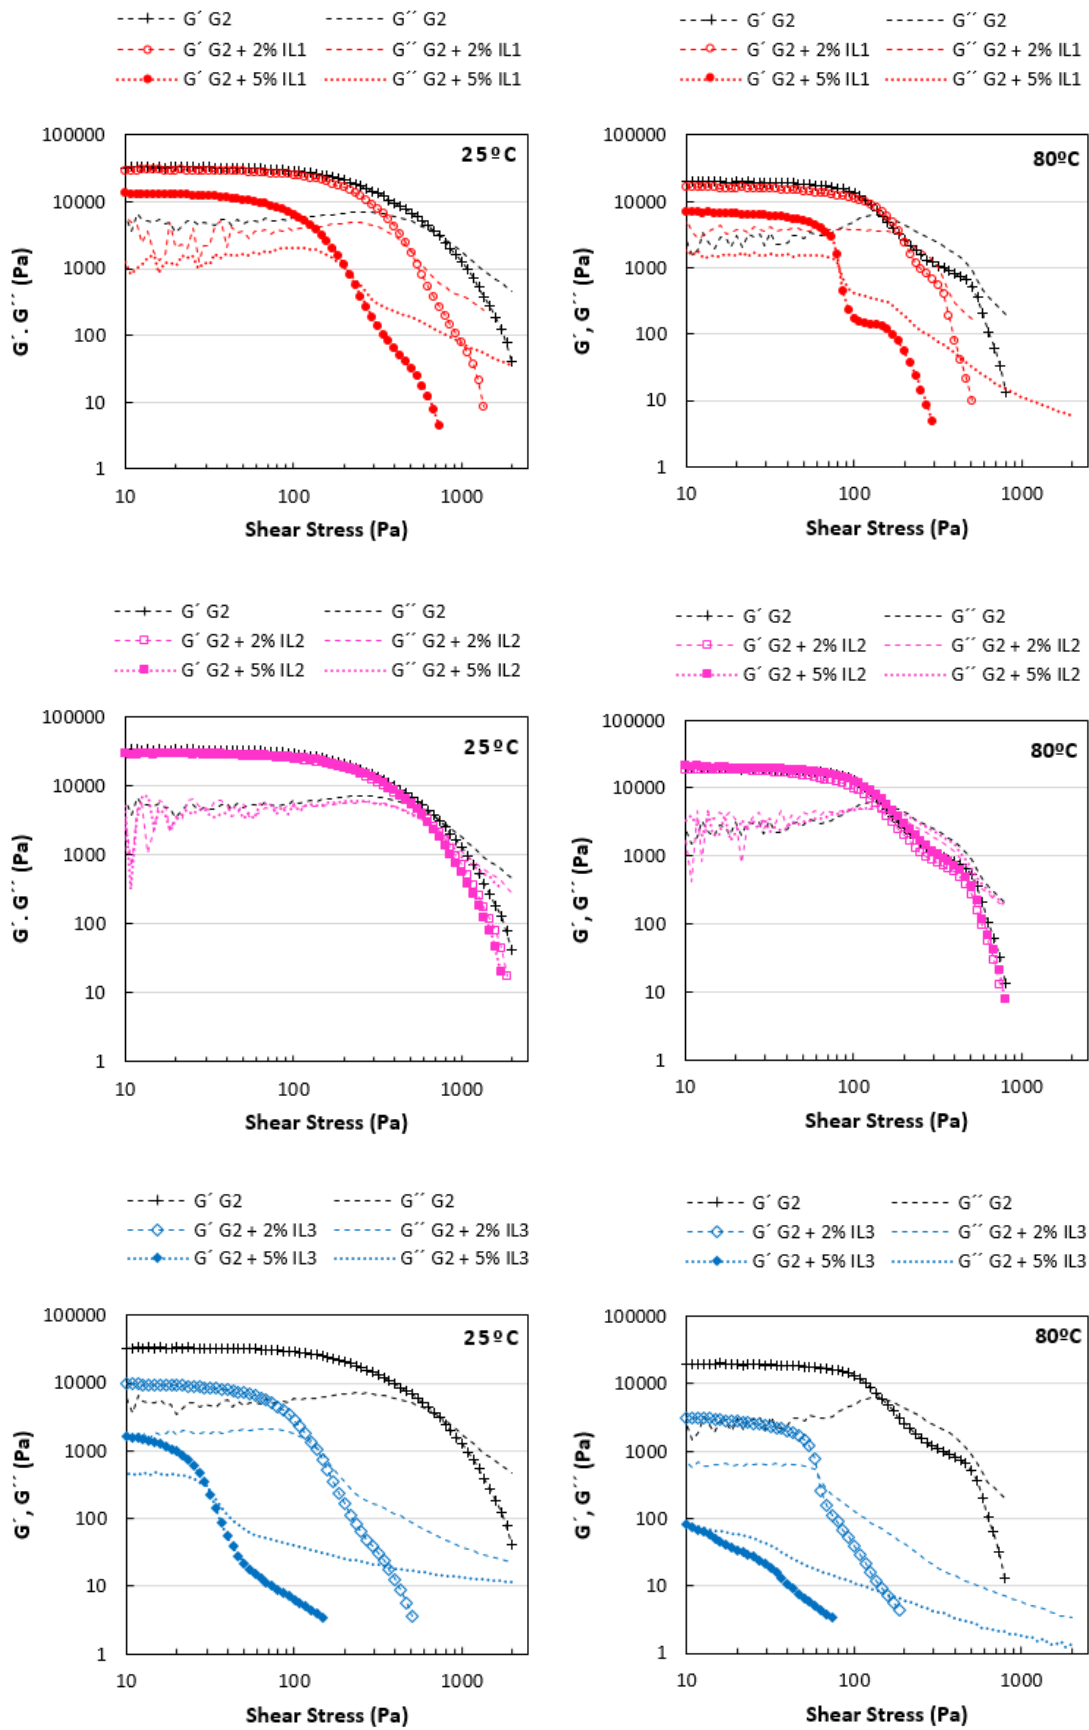 G´ G2 G´´ G2
G´ G2 + 2% IL1 G´´ G2 + 2% IL1
G´ G2 + 5% IL1 G´´ G2 + 5% IL1
25ºC
100000
10000
1000
100
10
1
G´. G´´ (Pa)
10 100 1000
Shear Stress (Pa)
G´ G2 G´´ G2
G´ G2 + 2% IL1 G´´ G2 + 2% IL1
G´ G2 + 5% IL1 G´´ G2 + 5% IL1
80ºC
100000
10000
1000
100
10
1
G´, G´´ (Pa)
10 100 1000
Shear Stress (Pa)
G´ G2 G´´ G2
G´ G2 + 2% IL2 G´´ G2 + 2% IL2
G´ G2 + 5% IL2 G´´ G2 + 5% IL2
25ºC
100000
10000
1000
100
10
1
G´. G´´ (Pa)
10 100 1000
Shear Stress (Pa)
G´ G2 G´´ G2
G´ G2 + 2% IL2 G´´ G2 + 2% IL2
G´ G2 + 5% IL2 G´´ G2 + 5% IL2
80ºC
100000
10000
1000
100
10
1
G´, G´´ (Pa)
10 100 1000
Shear Stress (Pa)
G´ G2 G´´ G2
G´ G2 + 2% IL3 G´´ G2 + 2% IL3
G´ G2 + 5% IL3 G´´ G2 + 5% IL3
25ºC
100000
10000
1000
100
10
1
G´, G´´ (Pa)
10 100 1000
Shear Stress (Pa)
G´ G2 G´´ G2
G´ G2 + 2% IL3 G´´ G2 + 2% IL3
G´ G2 + 5% IL3 G´´ G2 + 5% IL3
80ºC
100000
10000
1000
100
10
1
G´, G´´ (Pa)
10 100 1000
Shear Stress (Pa)